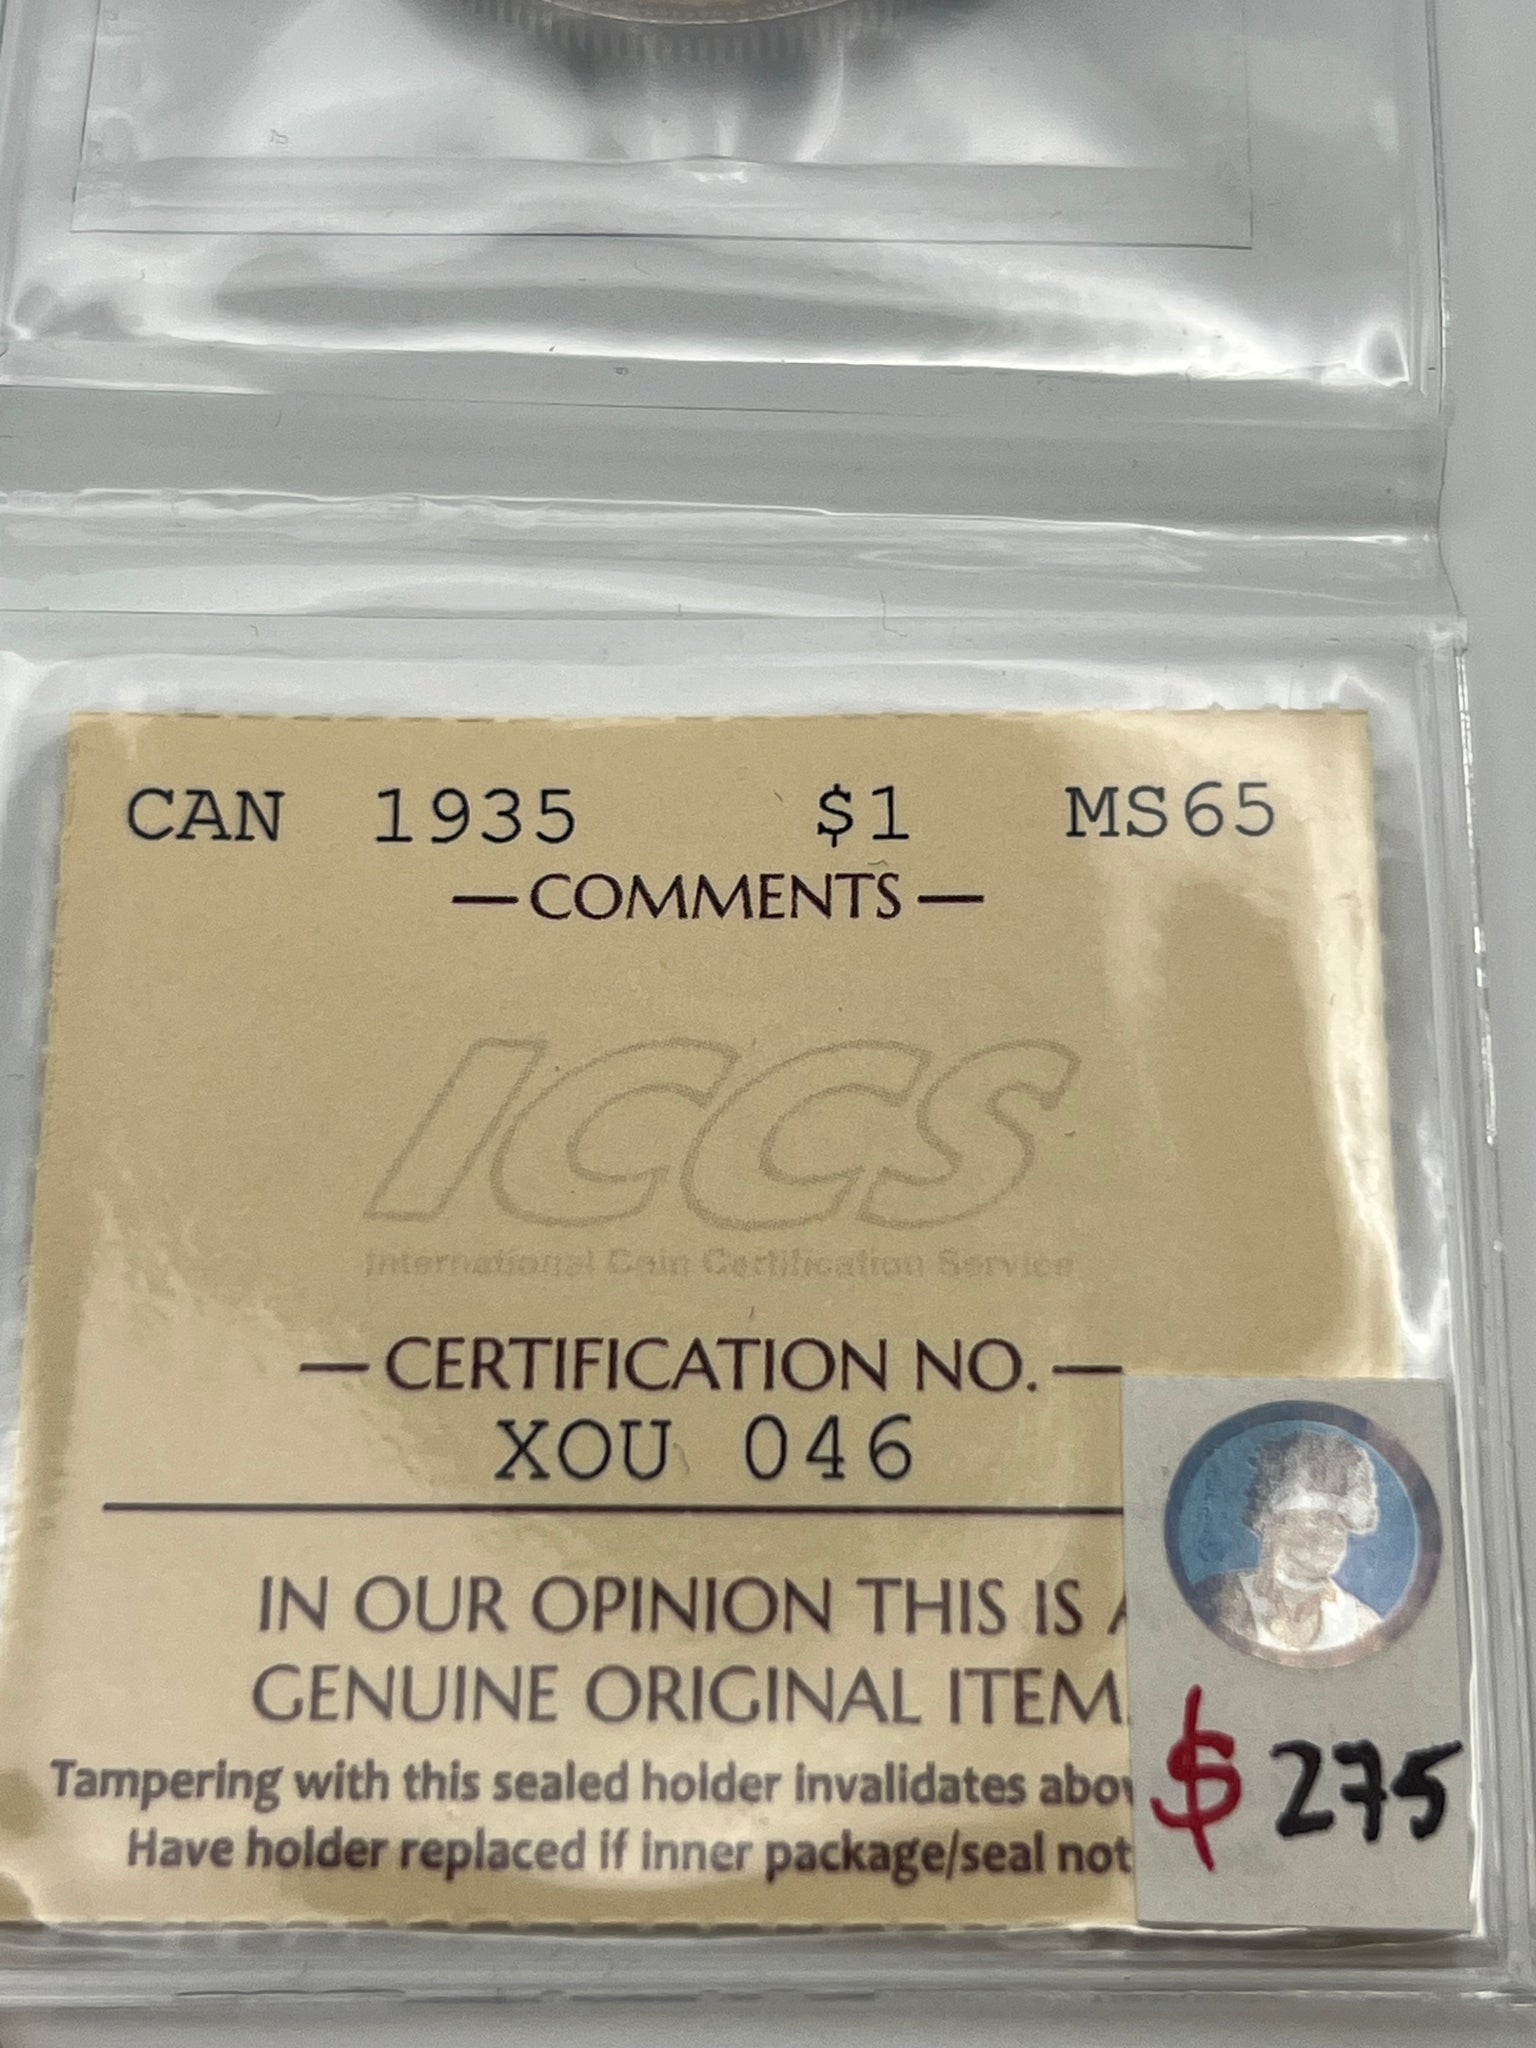 CAN 1935 $1 MS65
—COMMENTS—
ICCS
International Coin Certification Service
—CERTIFICATION NO.—
XOU 046
IN OUR OPINION THIS IS
GENUINE ORIGINAL ITEM
Tampering with this sealed holder invalidates
Have holder replaced if inner package/seal not
$ 275